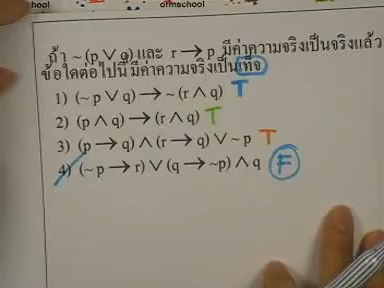 hool
ormschool
ถ้า ~(p ∨ q) และ r → p มีค่าความจริงเป็นจริงแล้ว
ข้อใดต่อไปนี้ มีค่าความจริงเป็นเท็จ
1) (~ p ∨ q) → ~ (r ∧ q) T
2) (p ∧ q) → (r ∧ q) T
3) (p → q) ∧ (r → q) ∨ ~ p T
4) (~ p → r) ∨ (q → ~p) ∧ q F